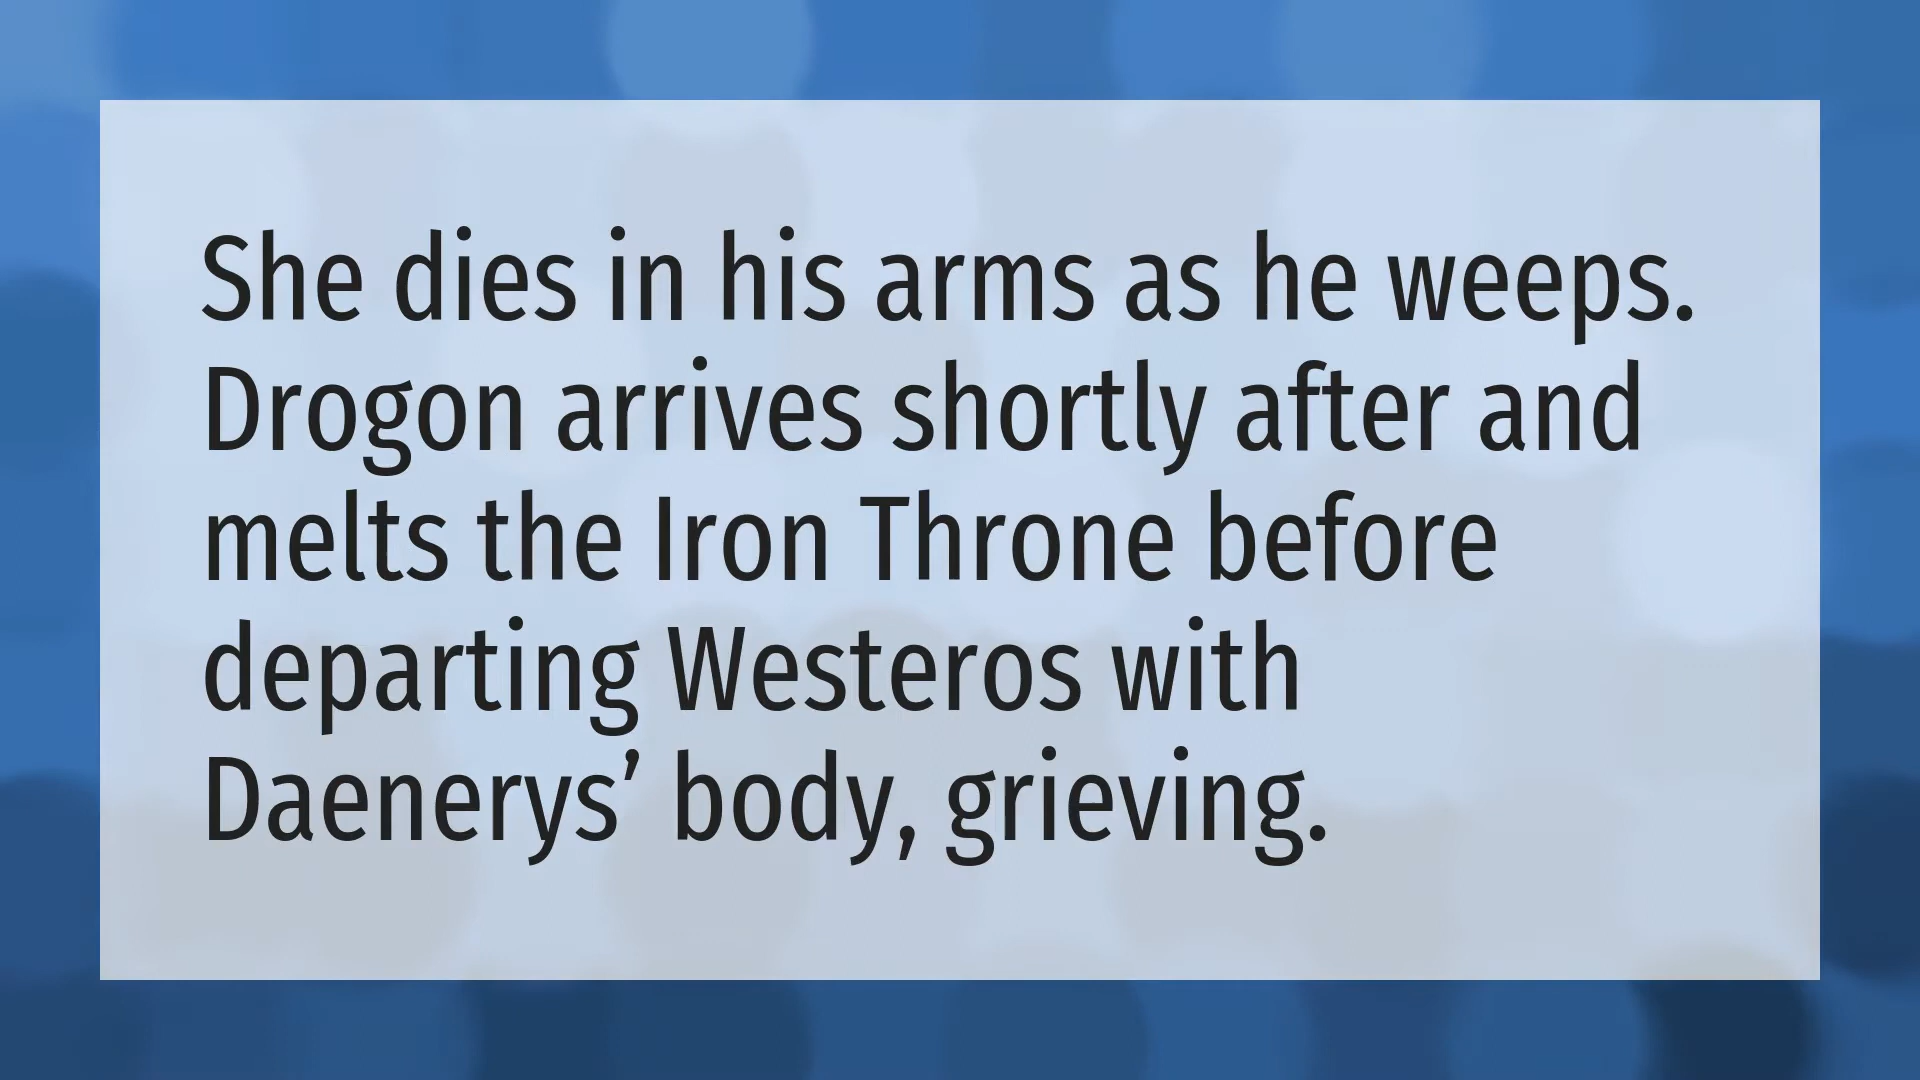 She dies in his arms as he weeps.
Drogon arrives shortly after and
melts the Iron Throne before
departing Westeros with
Daenerys’ body, grieving.